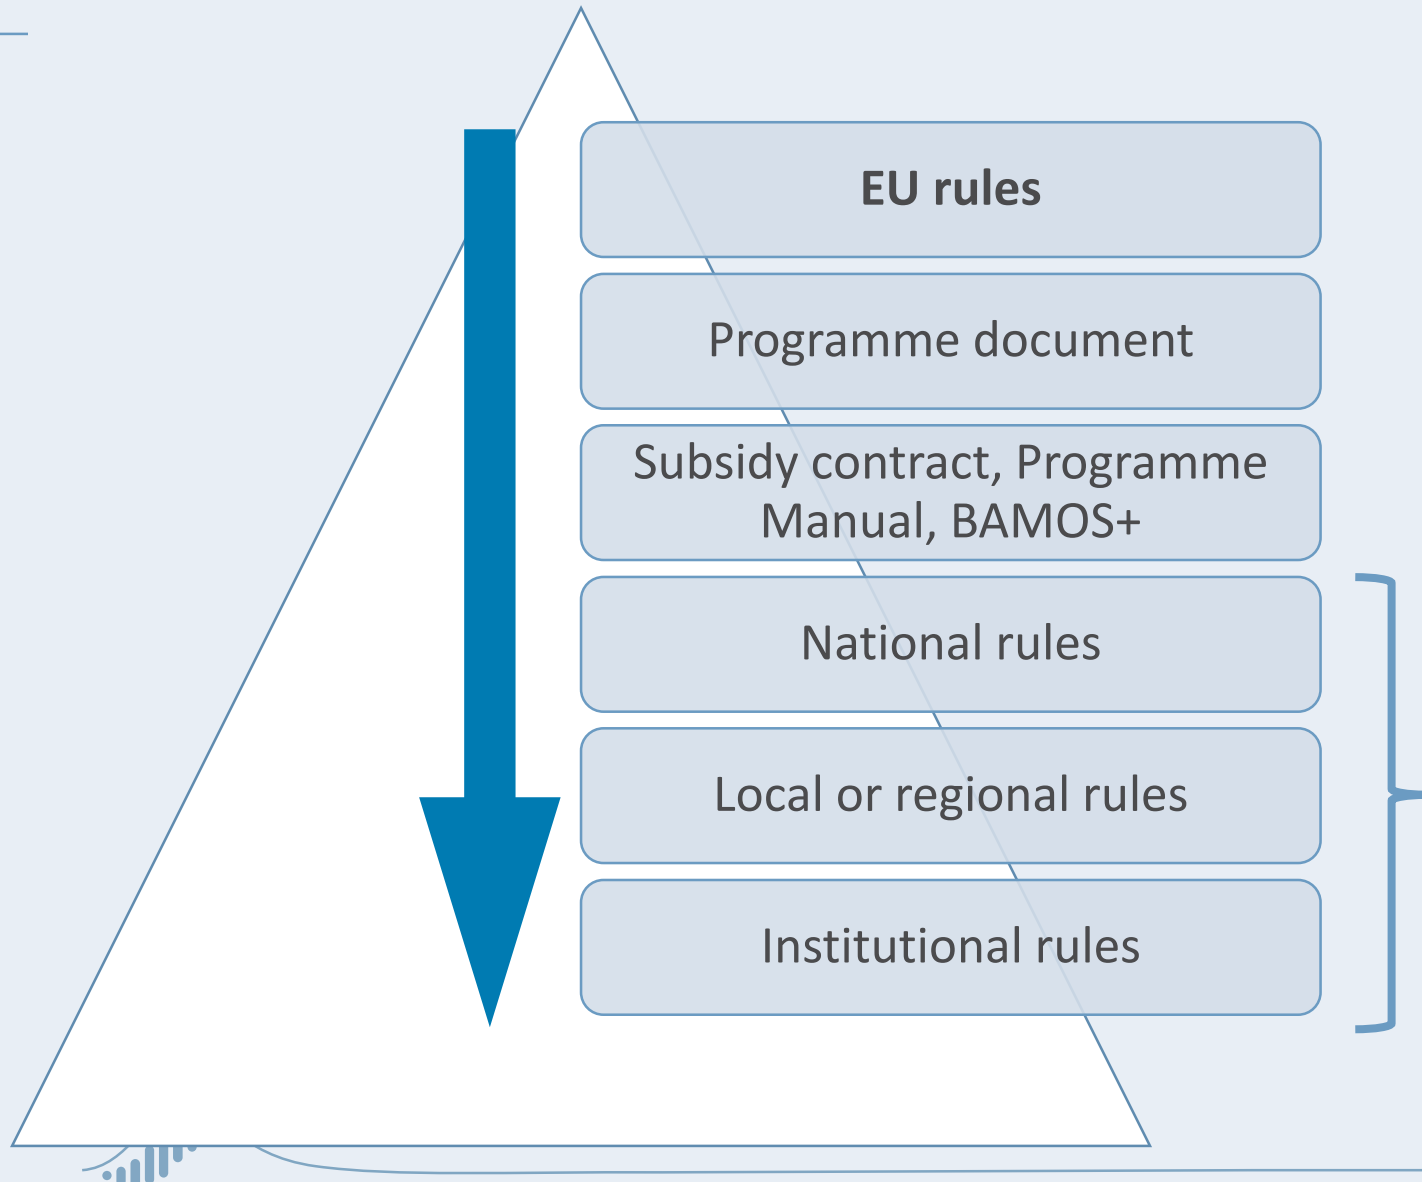 EU rules
Programme document
Subsidy contract, Programme
Manual, BAMOS+
National rules
Local or regional rules
Institutional rules